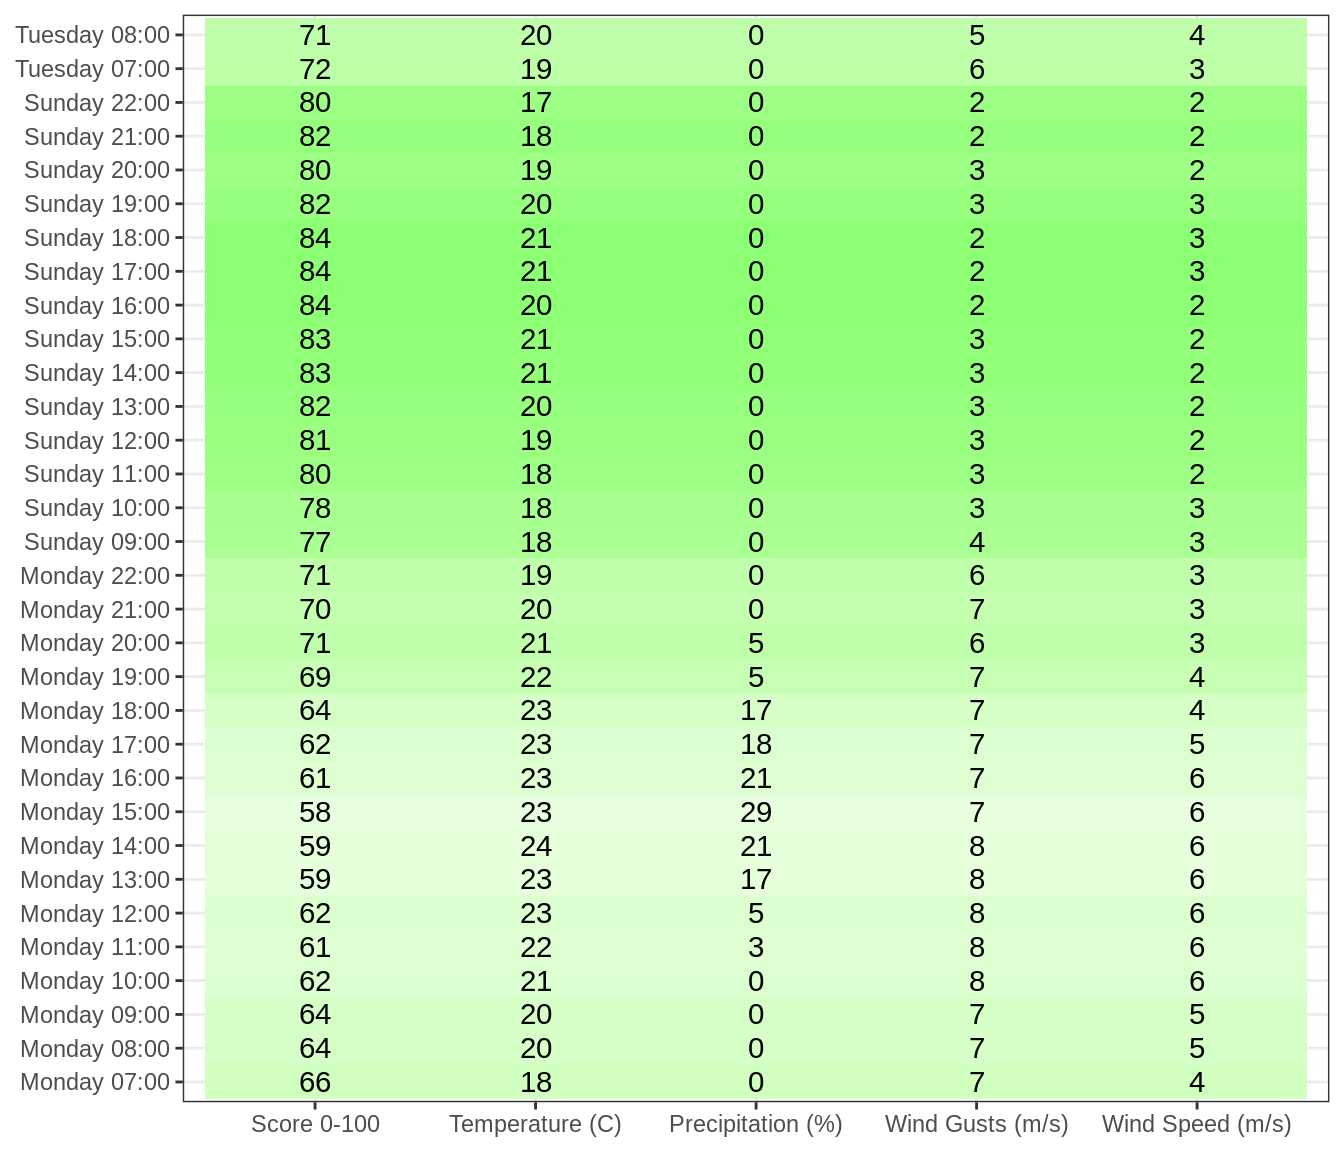 Tuesday 08:00 71 20 0 5 4
Tuesday 07:00 72 19 0 6 3
Sunday 22:00 80 17 0 2 2
Sunday 21:00 82 18 0 2 2
Sunday 20:00 80 19 0 3 2
Sunday 19:00 82 20 0 3 3
Sunday 18:00 84 21 0 2 3
Sunday 17:00 84 21 0 2 3
Sunday 16:00 84 20 0 2 2
Sunday 15:00 83 21 0 3 2
Sunday 14:00 83 21 0 3 2
Sunday 13:00 82 20 0 3 2
Sunday 12:00 81 19 0 3 2
Sunday 11:00 80 18 0 3 2
Sunday 10:00 78 18 0 3 3
Sunday 09:00 77 18 0 4 3
Monday 22:00 71 19 0 6 3
Monday 21:00 70 20 0 7 3
Monday 20:00 71 21 5 6 3
Monday 19:00 69 22 5 7 4
Monday 18:00 64 23 17 7 4
Monday 17:00 62 23 18 7 5
Monday 16:00 61 23 21 7 6
Monday 15:00 58 23 29 7 6
Monday 14:00 59 24 21 8 6
Monday 13:00 59 23 17 8 6
Monday 12:00 62 23 5 8 6
Monday 11:00 61 22 3 8 6
Monday 10:00 62 21 0 8 6
Monday 09:00 64 20 0 7 5
Monday 08:00 64 20 0 7 5
Monday 07:00 66 18 0 7 4
Score 0-100 Temperature (C) Precipitation (%) Wind Gusts (m/s) Wind Speed (m/s)